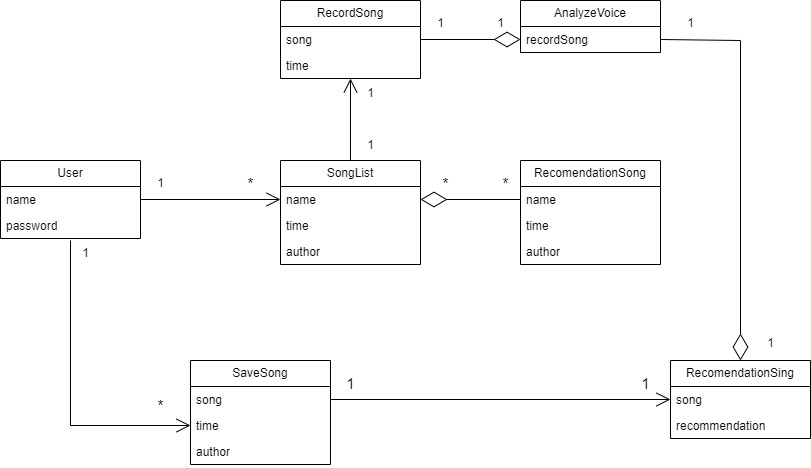 RecordSong
song
time
1
1
AnalyzeVoice
recordSong
1
1
1
User
name
password
1
*
SongList
name
time
author
*
*
RecomendationSong
name
time
author
1
*
SaveSong
song
time
author
1
1
1
RecomendationSing
song
recommendation